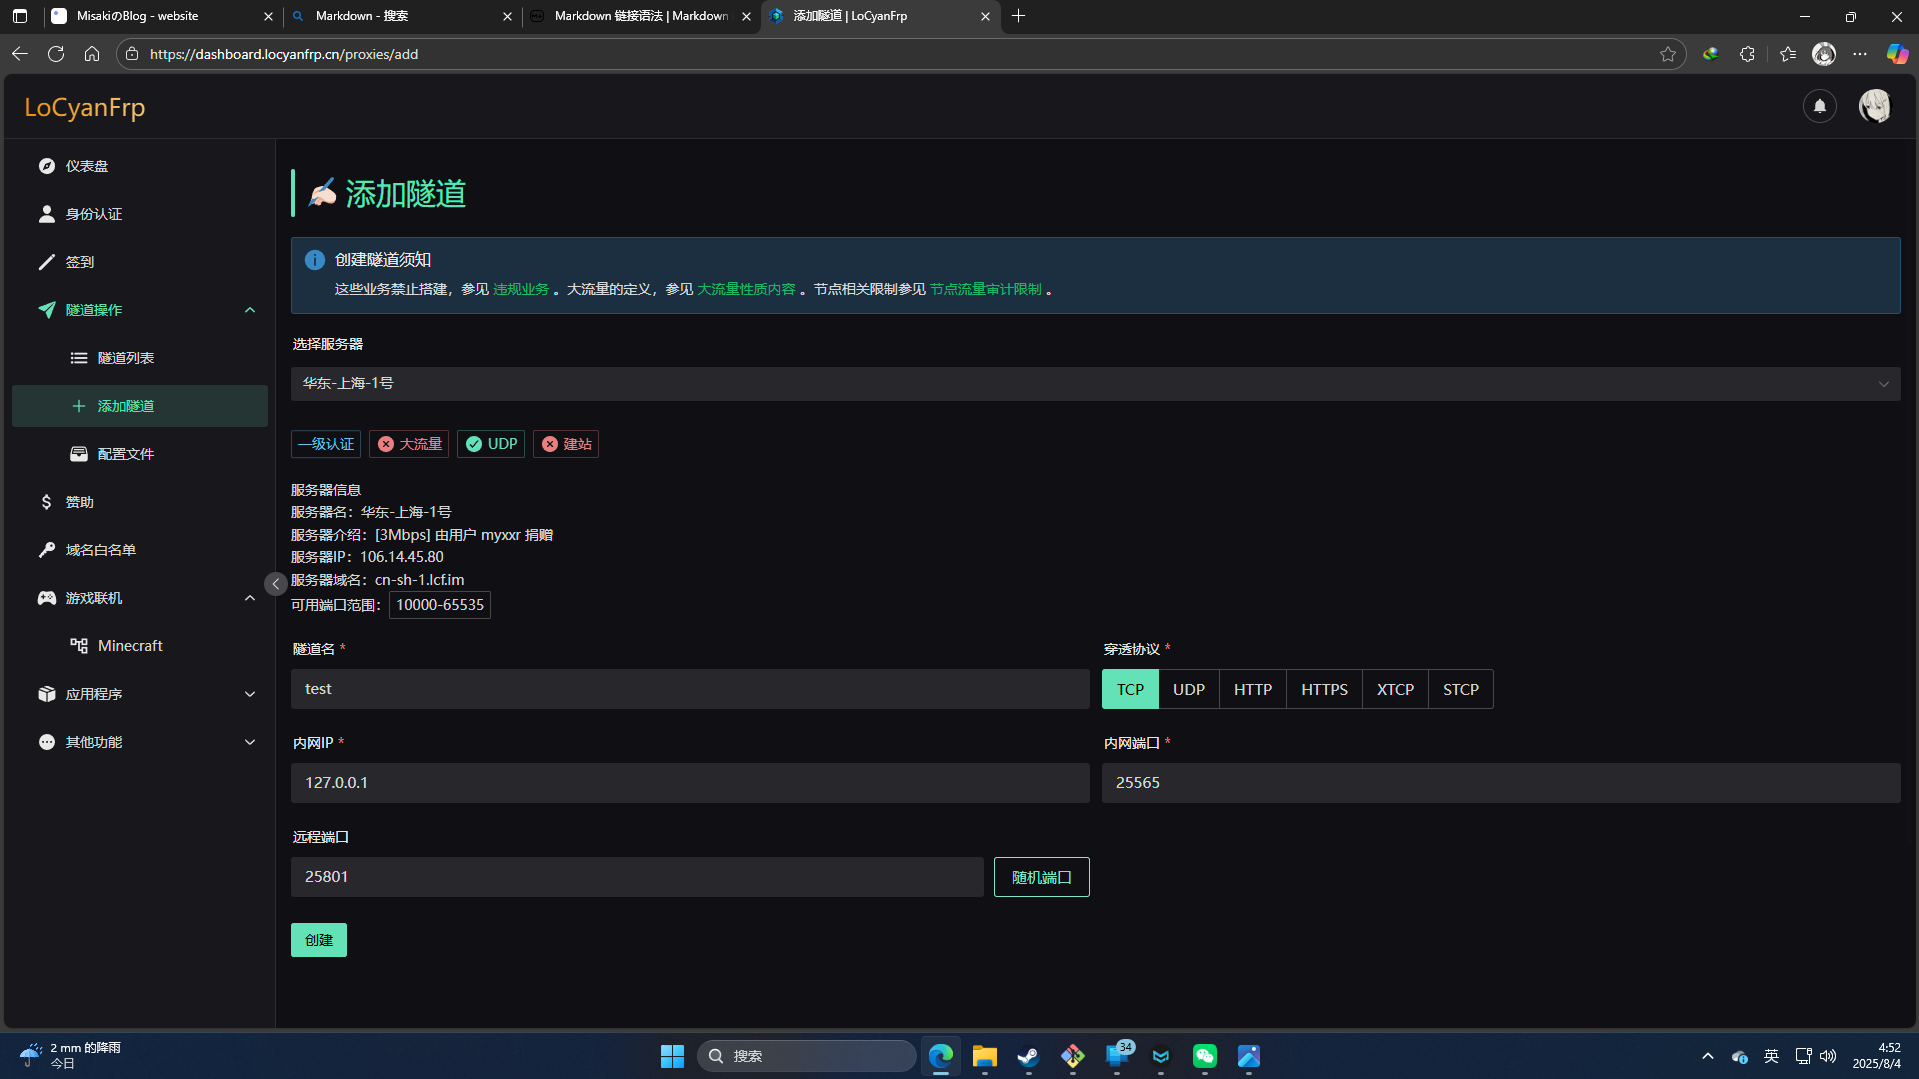 MisakiのBlog - website
Markdown - 搜索
Markdown 链接语法 | Markdown
添加隧道 | LoCyanFrp
https://dashboard.locyanfrp.cn/proxies/add
LoCyanFrp
仪表盘
身份认证
签到
隧道操作
隧道列表
添加隧道
配置文件
赞助
域名白名单
游戏联机
Minecraft
应用程序
其他功能
✍🏻 添加隧道
创建隧道须知
这些业务禁止搭建，参见 违规业务 。大流量的定义，参见 大流量性质内容 。节点相关限制参见 节点流量审计限制 。
选择服务器
华东-上海-1号
一级认证 大流量 UDP 建站
服务器信息
服务器名：华东-上海-1号
服务器介绍：[3Mbps] 由用户 myxxr 捐赠
服务器IP：106.14.45.80
服务器域名：cn-sh-1.lcf.im
可用端口范围： 10000-65535
隧道名 *
test
穿透协议 *
TCP UDP HTTP HTTPS XTCP STCP
内网IP *
127.0.0.1
内网端口 *
25565
远程端口
25801
随机端口
创建
2 mm 的降雨
今日
搜索
34
英
4:52
2025/8/4